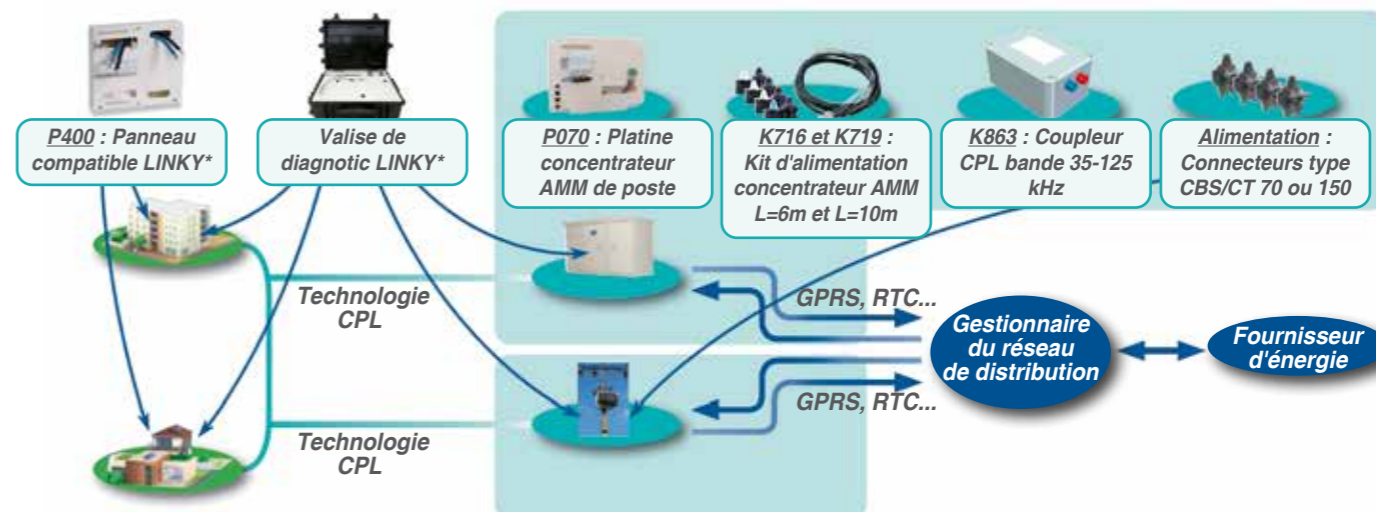 P400 : Panneau
compatible LINKY*
Valise de
diagnotic LINKY*
P070 : Platine
concentrateur
AMM de poste
K716 et K719 :
Kit d'alimentation
concentrateur AMM
L=6m et L=10m
K863 : Coupleur
CPL bande 35-125
kHz
Alimentation :
Connecteurs type
CBS/CT 70 ou 150
Technologie
CPL
GPRS, RTC...
Gestionnaire
du réseau
de distribution
Fournisseur
d'énergie
GPRS, RTC...
Technologie
CPL